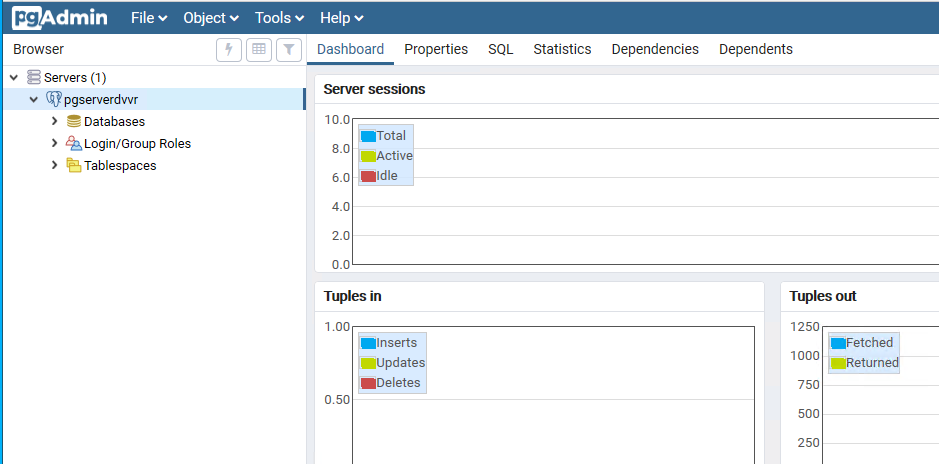 pgAdmin File Object Tools Help
Browser
Dashboard Properties SQL Statistics Dependencies Dependents
Servers (1)
pgserverdvvr
Databases
Login/Group Roles
Tablespaces
Server sessions
10.0
8.0
6.0
4.0
2.0
0.0
Total
Active
Idle
Tuples in
1.00
0.50
Inserts
Updates
Deletes
Tuples out
1250
1000
750
500
250
Fetched
Returned